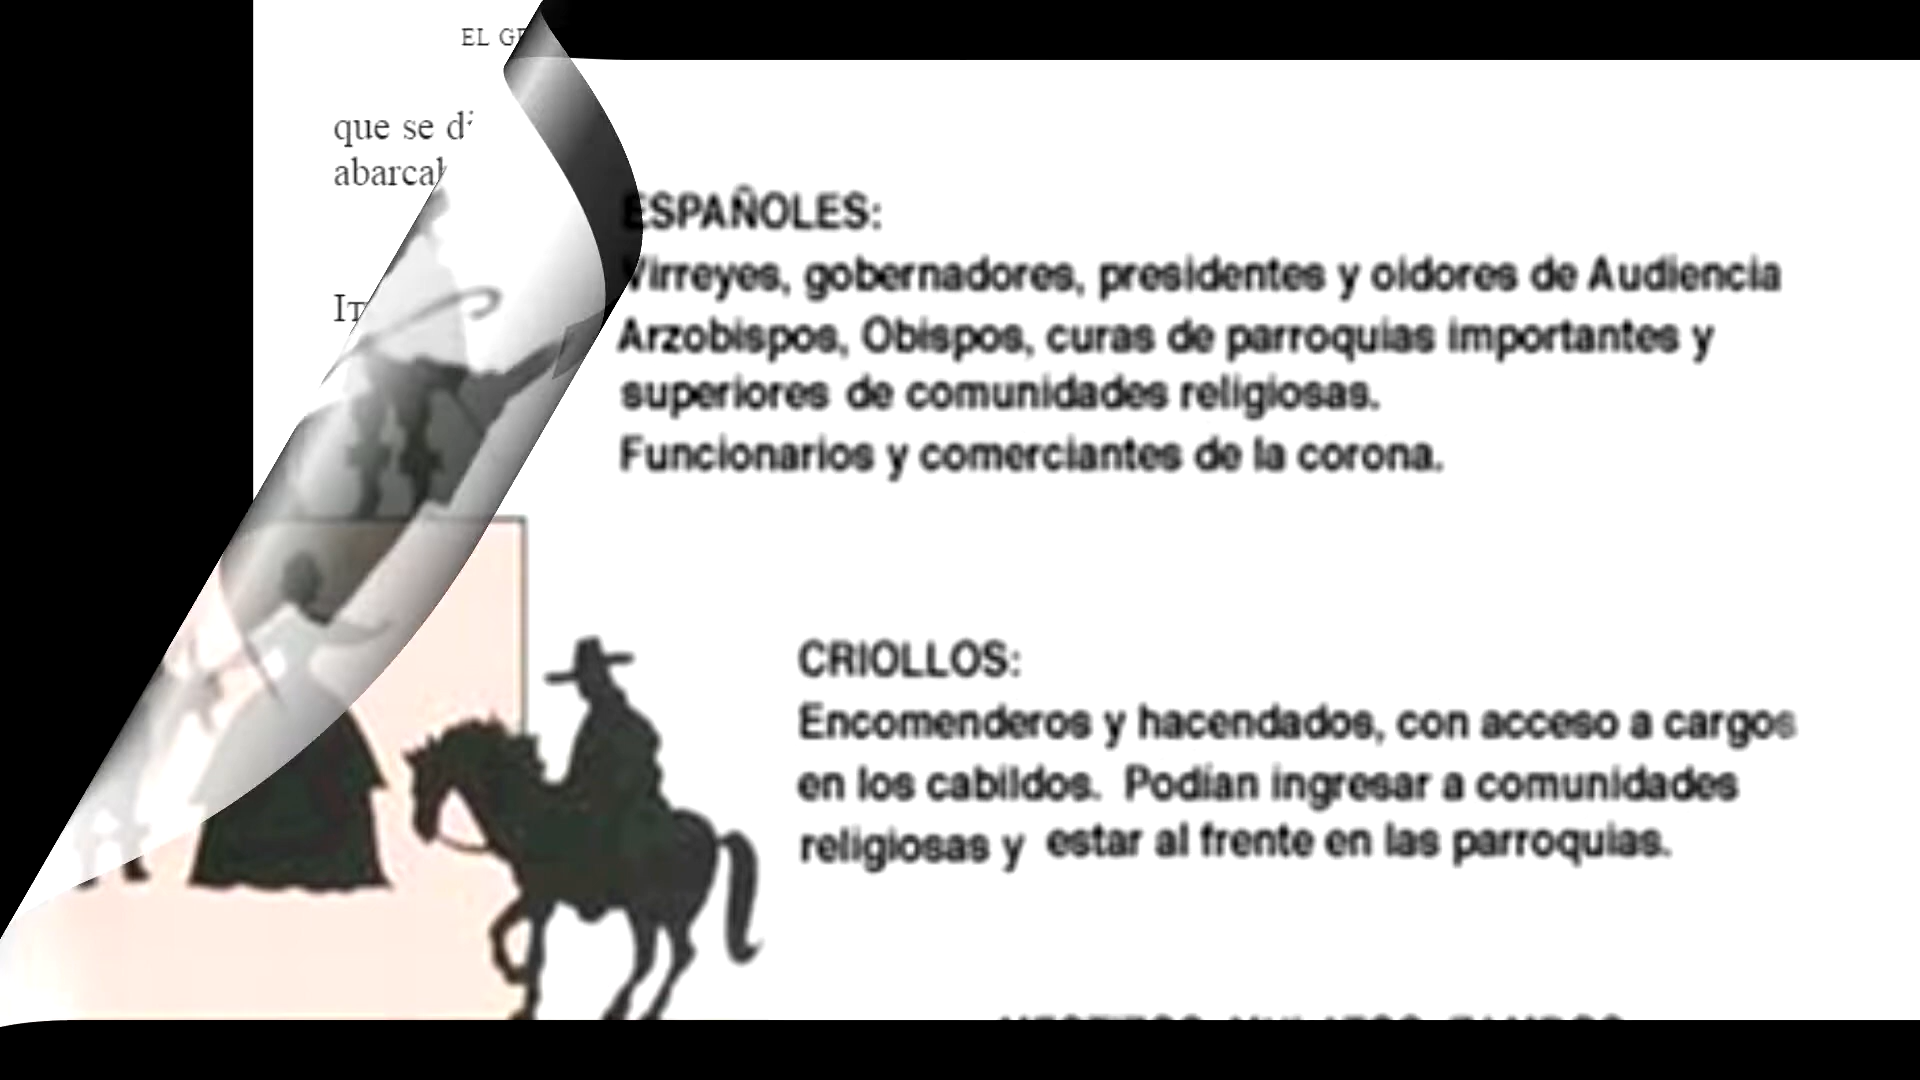 EL
que se
ESPAÑOLES:
Virreyes, gobernadores, presidentes y oidores de Audiencia
Arzobispos, Obispos, curas de parroquias importantes y
superiores de comunidades religiosas.
Funcionarios y comerciantes de la corona.
CRIOLLOS:
Encomenderos y hacendados, con acceso a cargos
en los cabildos. Podían ingresar a comunidades
religiosas y estar al frente en las parroquias.